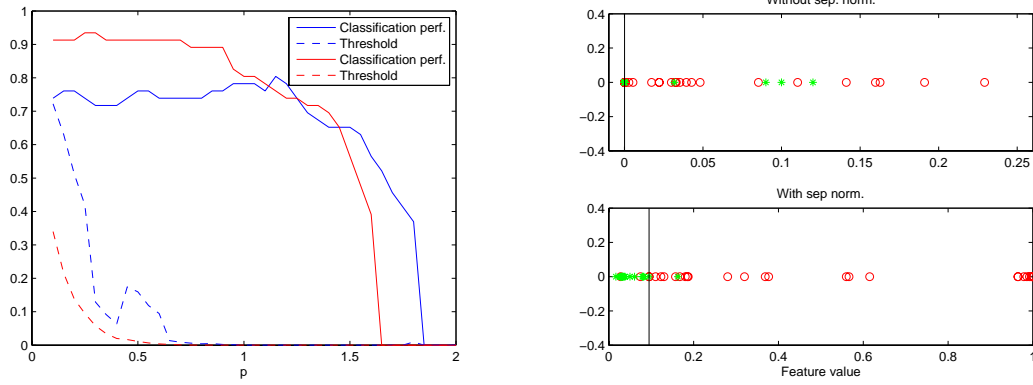 1
0.9
0.8
0.7
0.6
0.5
0.4
0.3
0.2
0.1
0
0 0.5 1 1.5 2
p
Classification perf.
Threshold
Classification perf.
Threshold
Without sep. norm.
0.4
0.2
0
−0.2
−0.4
0 0.05 0.1 0.15 0.2 0.25
With sep norm.
0.4
0.2
0
−0.2
−0.4
0 0.2 0.4 0.6 0.8 1
Feature value